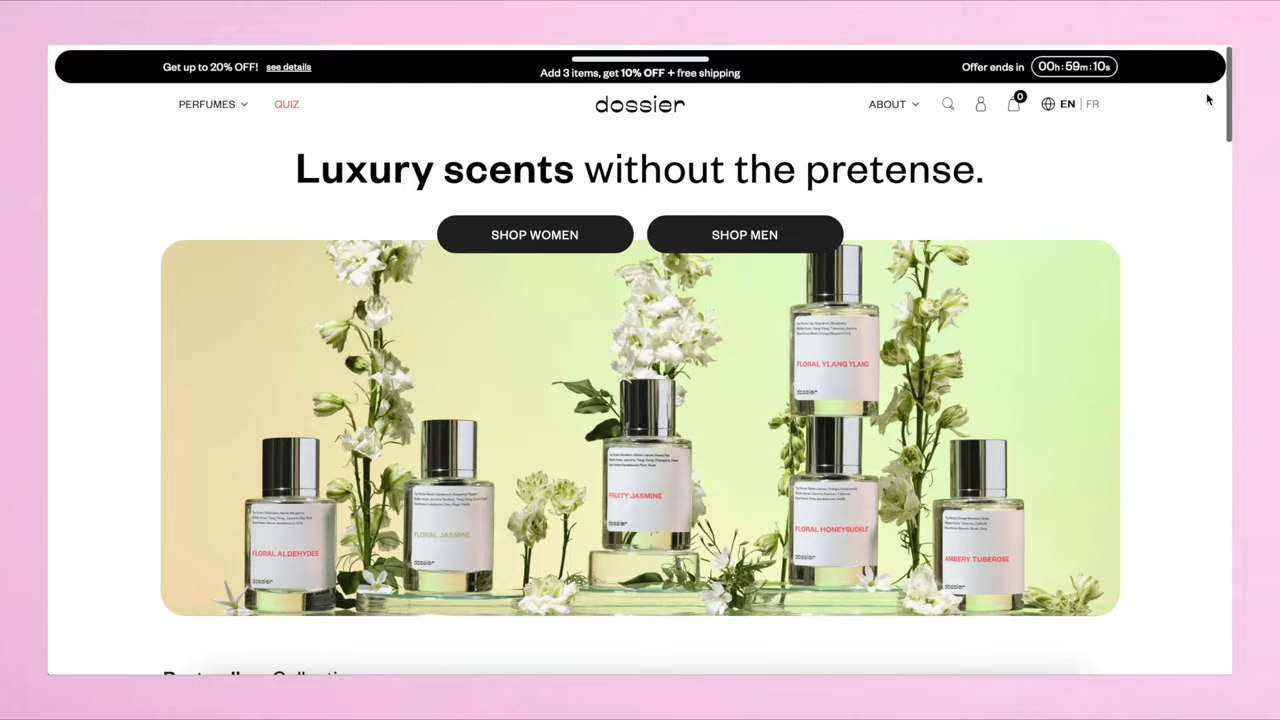 Get up to 20% OFF! see details
Add 3 items, get 10% OFF + free shipping
Offer ends in 00h:59m:10s
PERFUMES
QUIZ
dossier
ABOUT
0
EN | FR
Luxury scents without the pretense.
SHOP WOMEN
SHOP MEN
FLORAL YLANG YLANG
dossier
FRUITY JASMINE
dossier
FLORAL HONEYSUCKLE
dossier
FLORAL JASMINE
dossier
FLORAL ALDEHYDES
dossier
AMBERY TUBEROSE
dossier